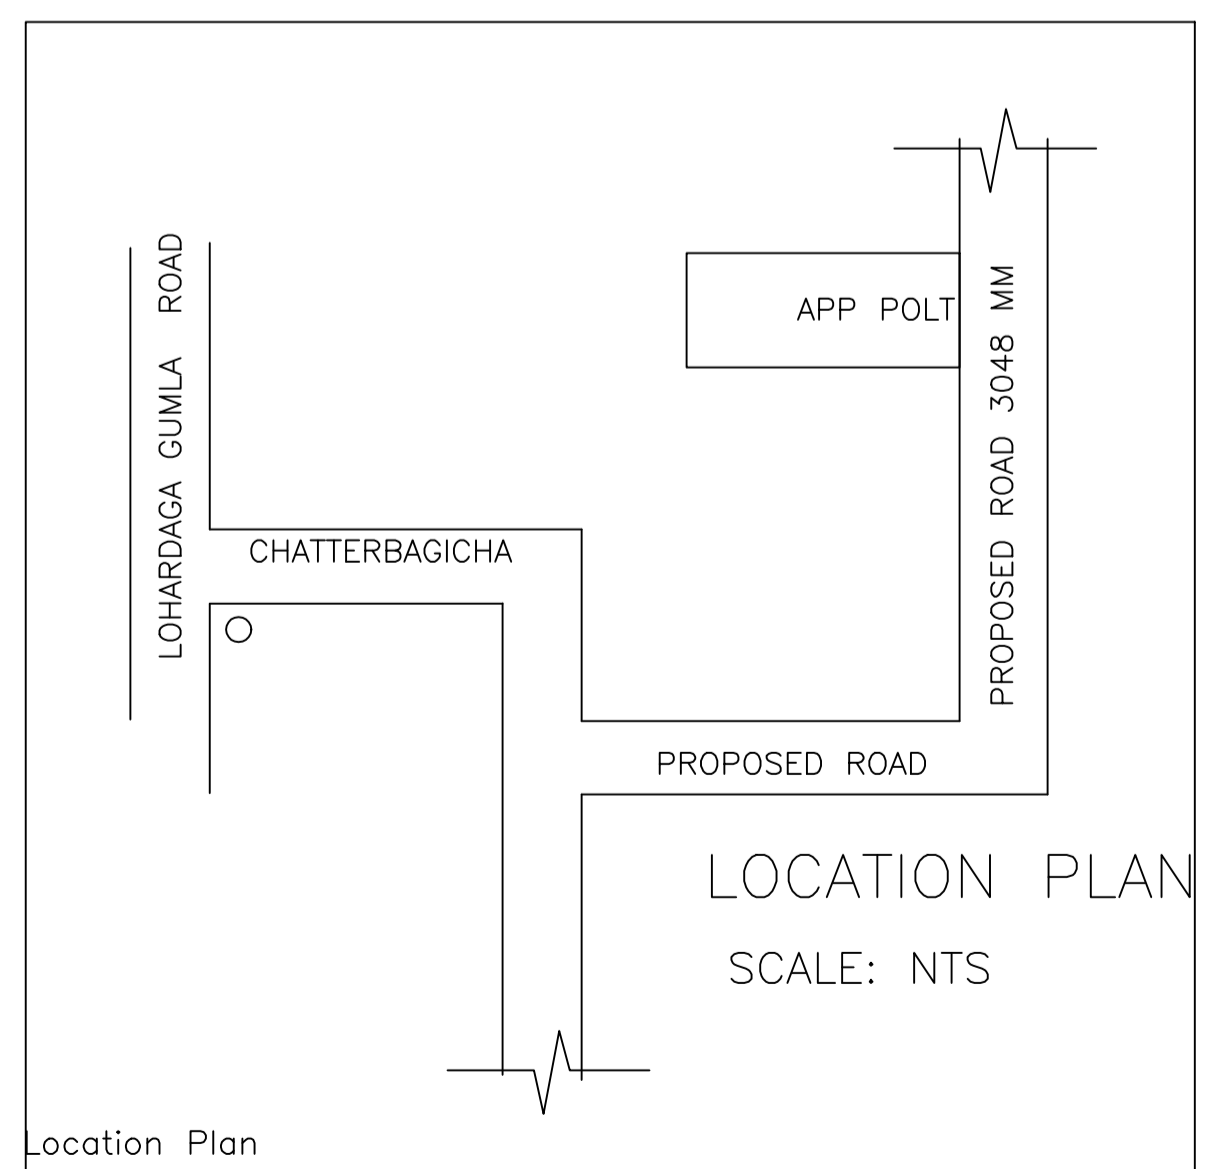 LOHARDAGA GUMLA ROAD
APP POLT
PROPOSED ROAD 3048 MM
CHATTERBAGICHA
PROPOSED ROAD
LOCATION PLAN
SCALE: NTS
Location Plan